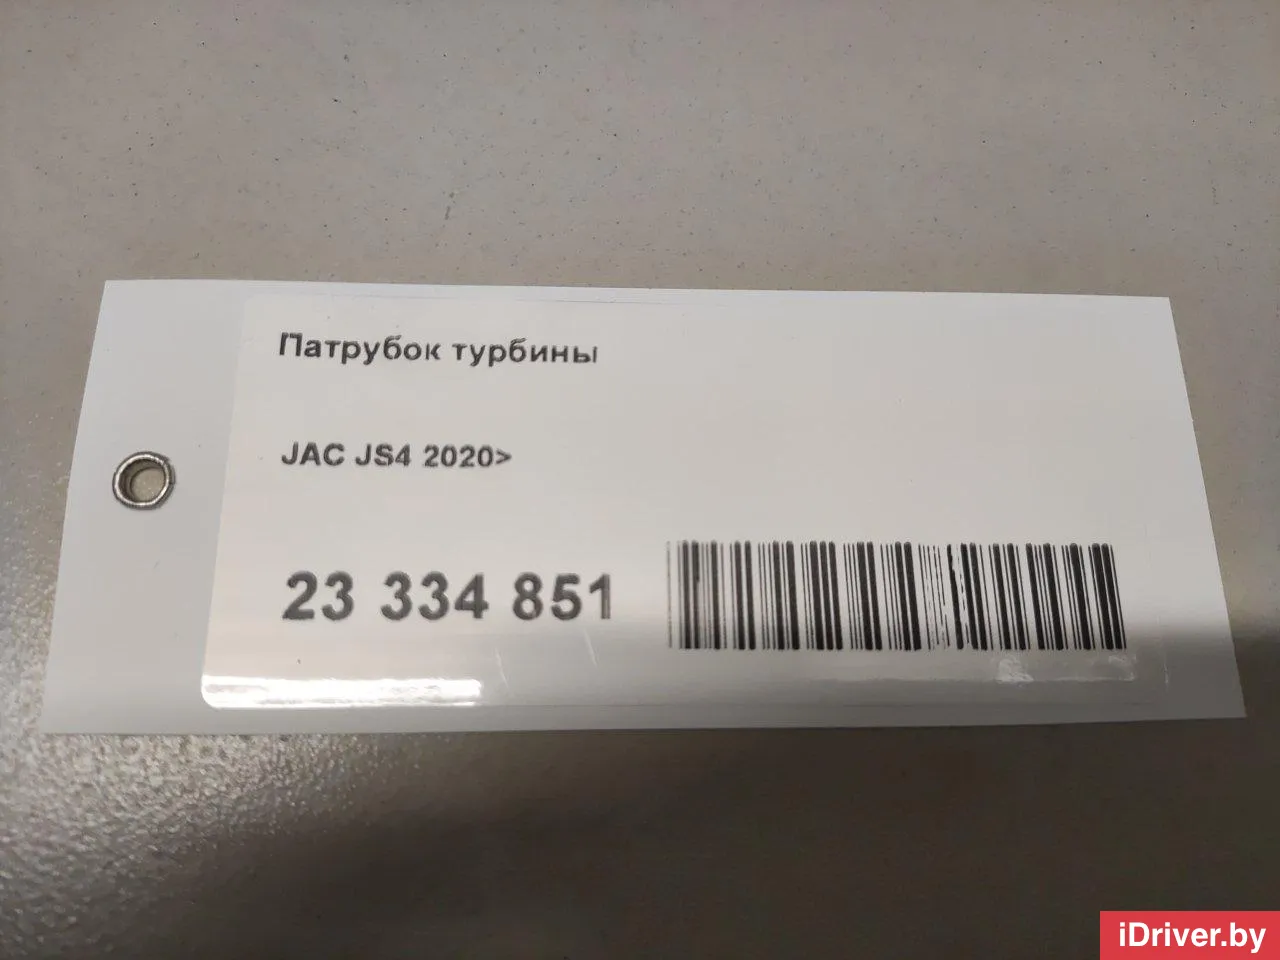 Патрубок турбины
JAC JS4 2020>
23 334 851
iDriver.by